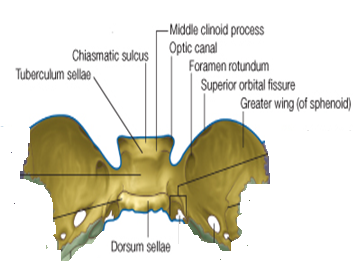 Middle clinoid process
Optic canal
Chiasmatic sulcus
Foramen rotundum
Tuberculum sellae
Superior orbital fissure
Greater wing (of sphenoid)
Dorsum sellae